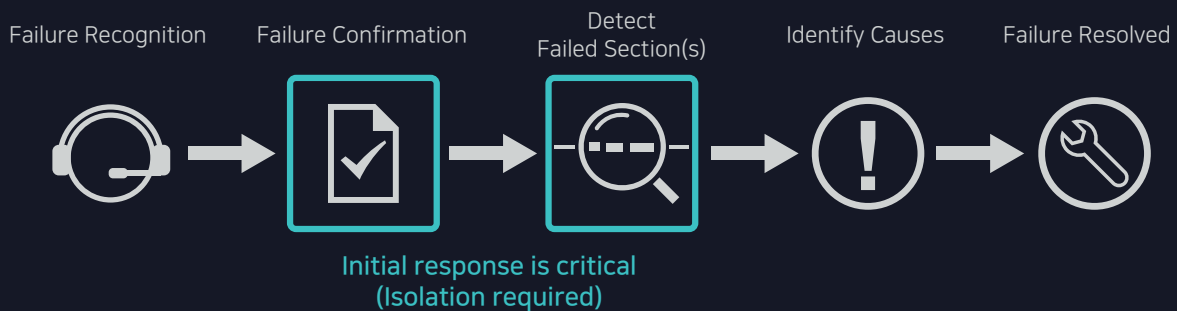 Failure Recognition
Failure Confirmation
Detect
Failed Section(s)
Identify Causes
Failure Resolved
Initial response is critical
(Isolation required)